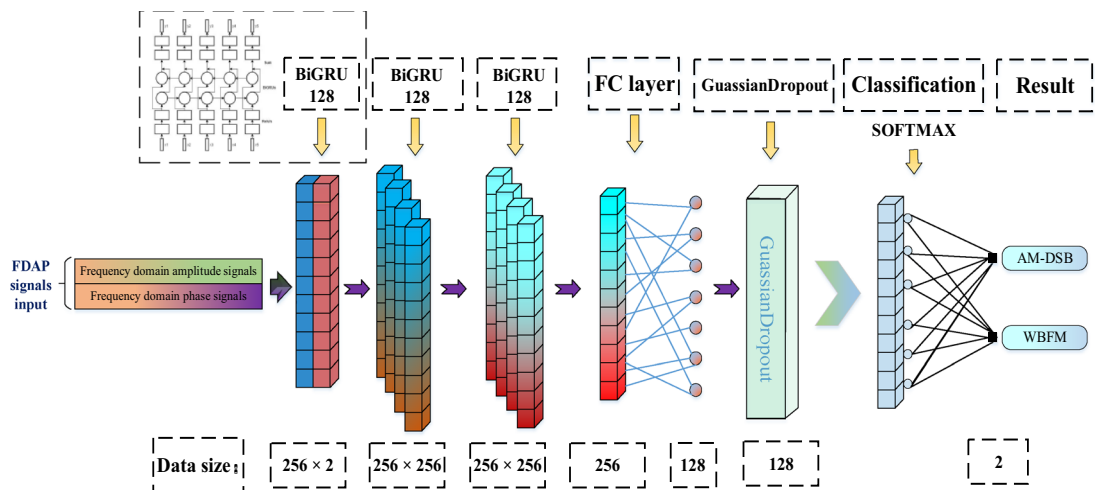 BiGRU
128
BiGRU
128
BiGRU
128
FC layer
GuassianDropout
Classification
Result
SOFTMAX
FDAP
signals
input
Frequency domain amplitude signals
Frequency domain phase signals
GuassianDropout
AM-DSB
WBFM
Data size:
256 × 2
256 × 256
256 × 256
256
128
128
2